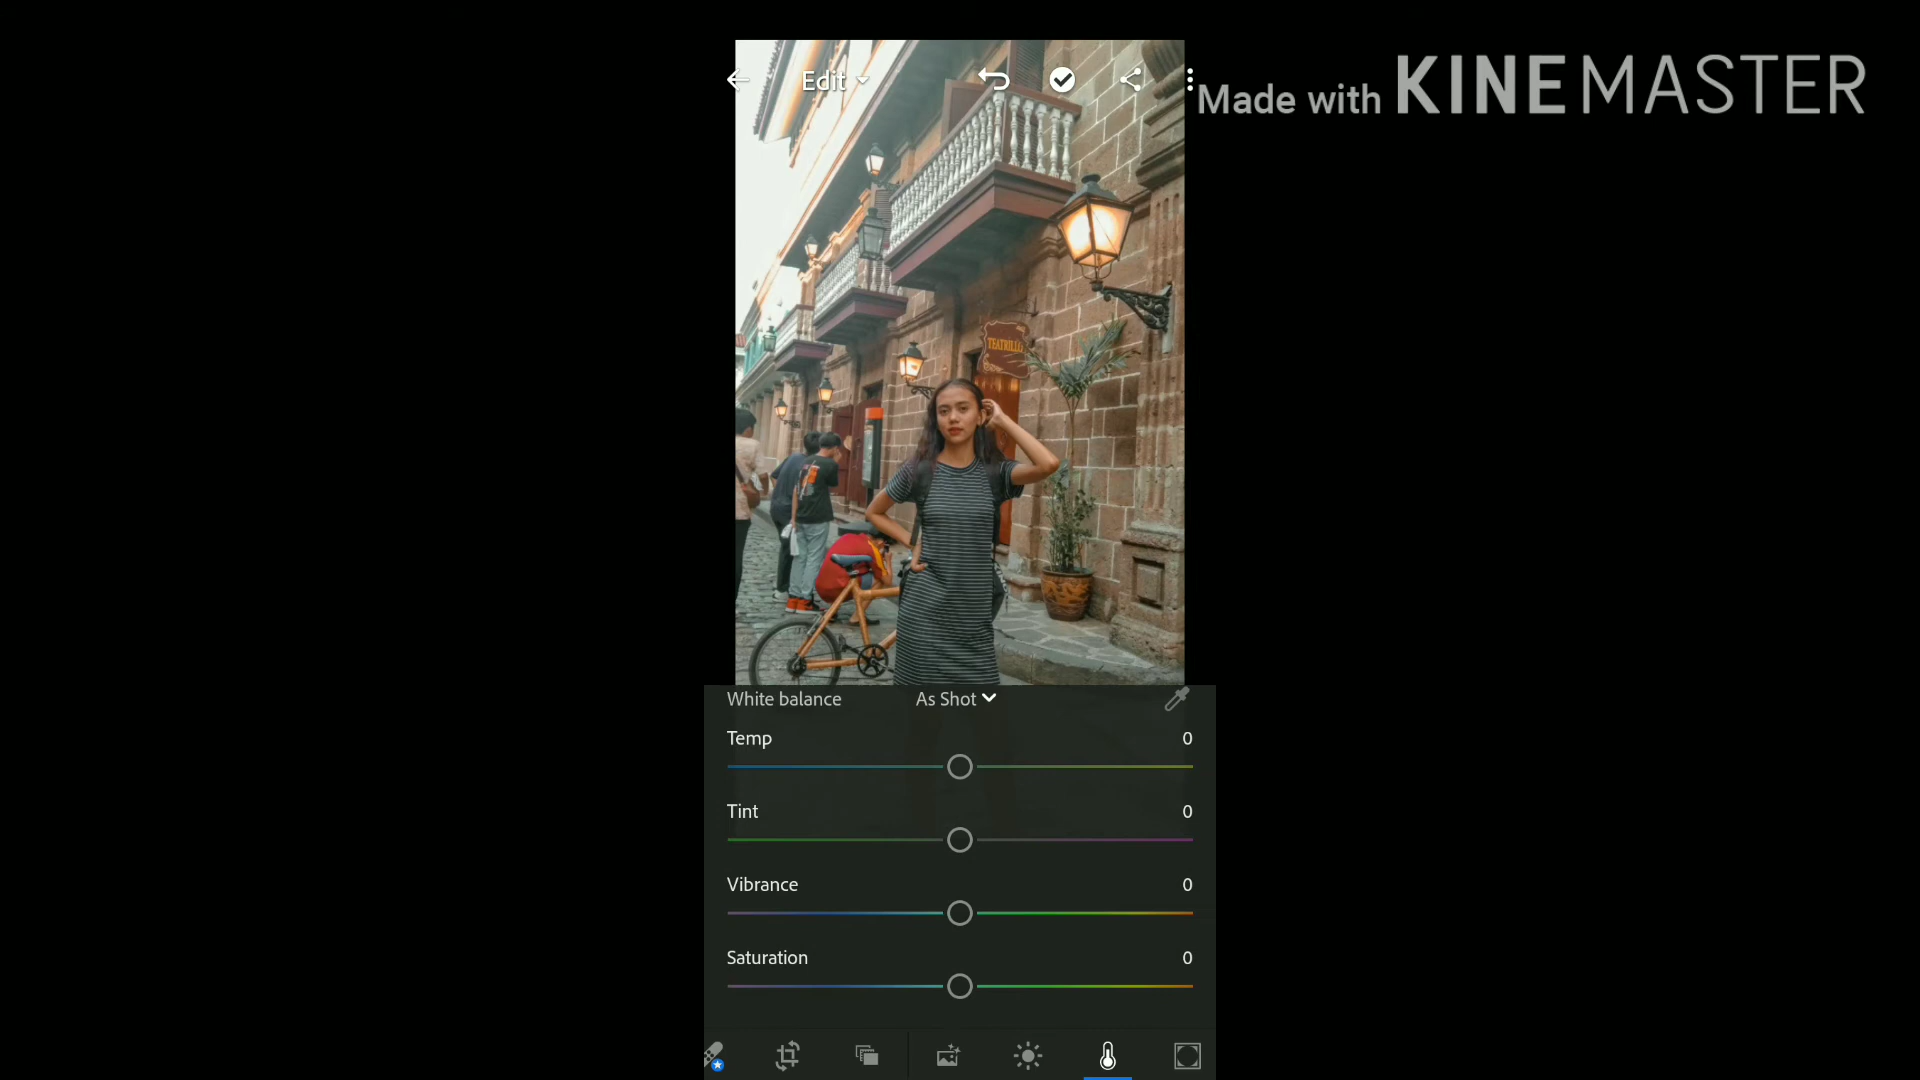 Edit
Made with KINEMASTER
TEATRILLO
White balance As Shot
Temp 0
Tint 0
Vibrance 0
Saturation 0